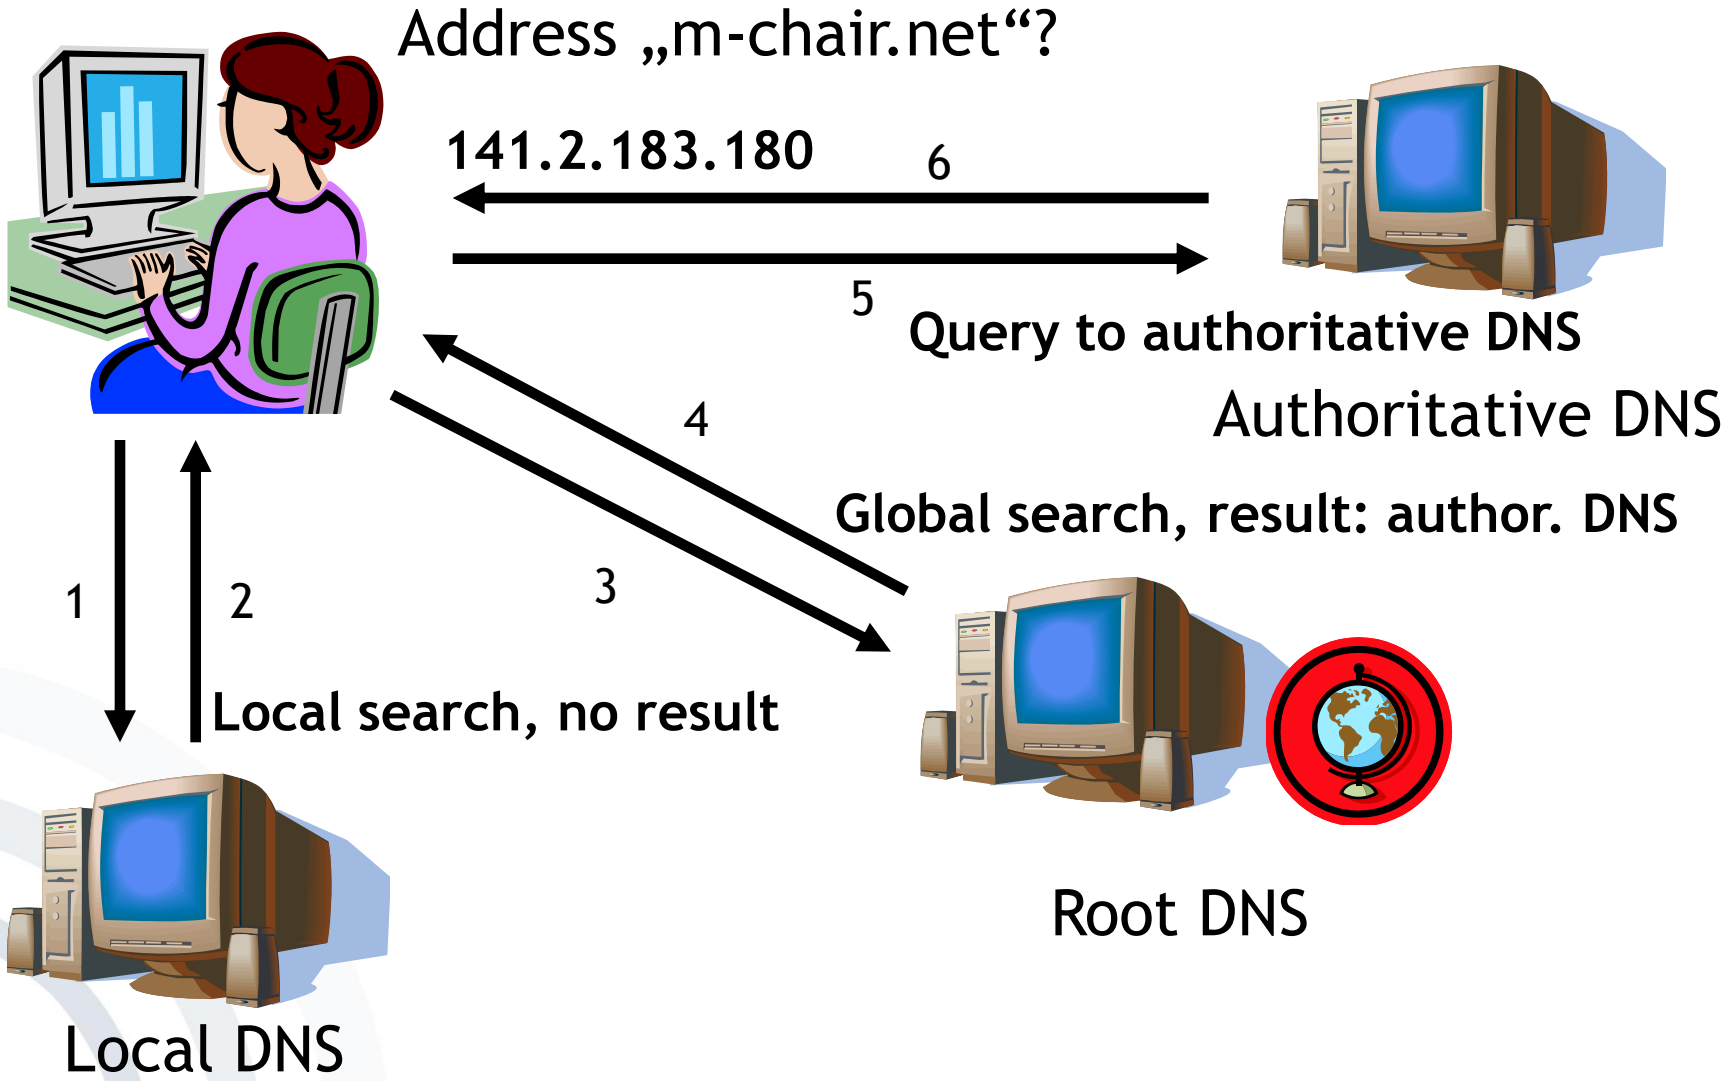 Address „m-chair.net“?
141.2.183.180
6
5
Query to authoritative DNS
Authoritative DNS
4
Global search, result: author. DNS
3
1
2
Local search, no result
Root DNS
Local DNS